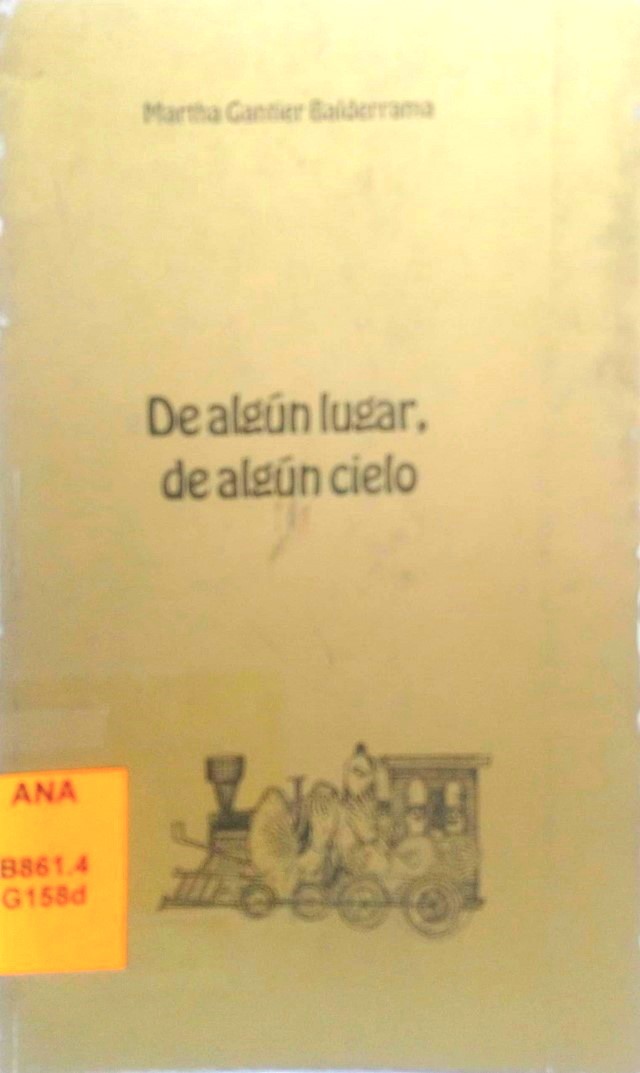 Martha Gantier Balderrama
De algún lugar,
de algún cielo
ANA
B861.4
G158d